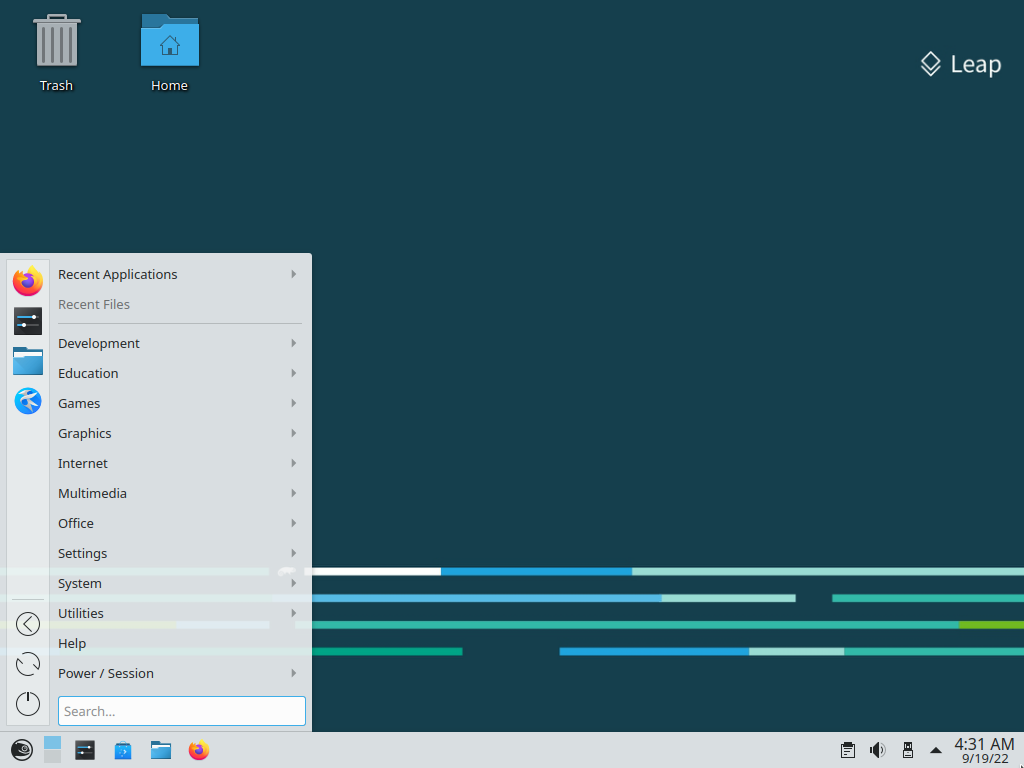 Trash
Home
Leap
Recent Applications
Recent Files
Development
Education
Games
Graphics
Internet
Multimedia
Office
Settings
System
Utilities
Help
Power / Session
Search...
4:31 AM
9/19/22